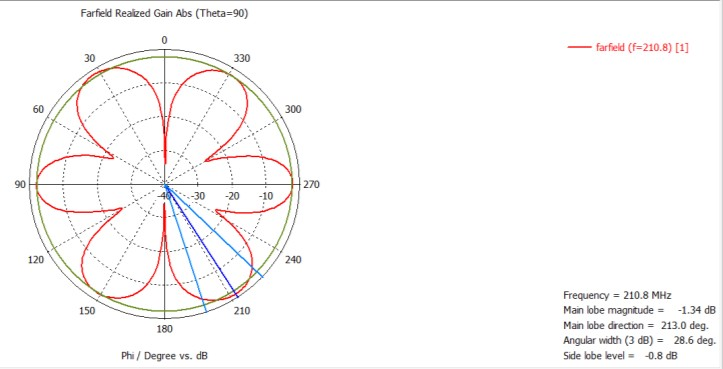 Farfield Realized Gain Abs (Theta=90)
farfield (f=210.8) [1]
0
30
330
60
300
90
-40
-30
-20
-10
270
120
240
150
210
180
Phi / Degree vs. dB
Frequency = 210.8 MHz
Main lobe magnitude = -1.34 dB
Main lobe direction = 213.0 deg.
Angular width (3 dB) = 28.6 deg.
Side lobe level = -0.8 dB